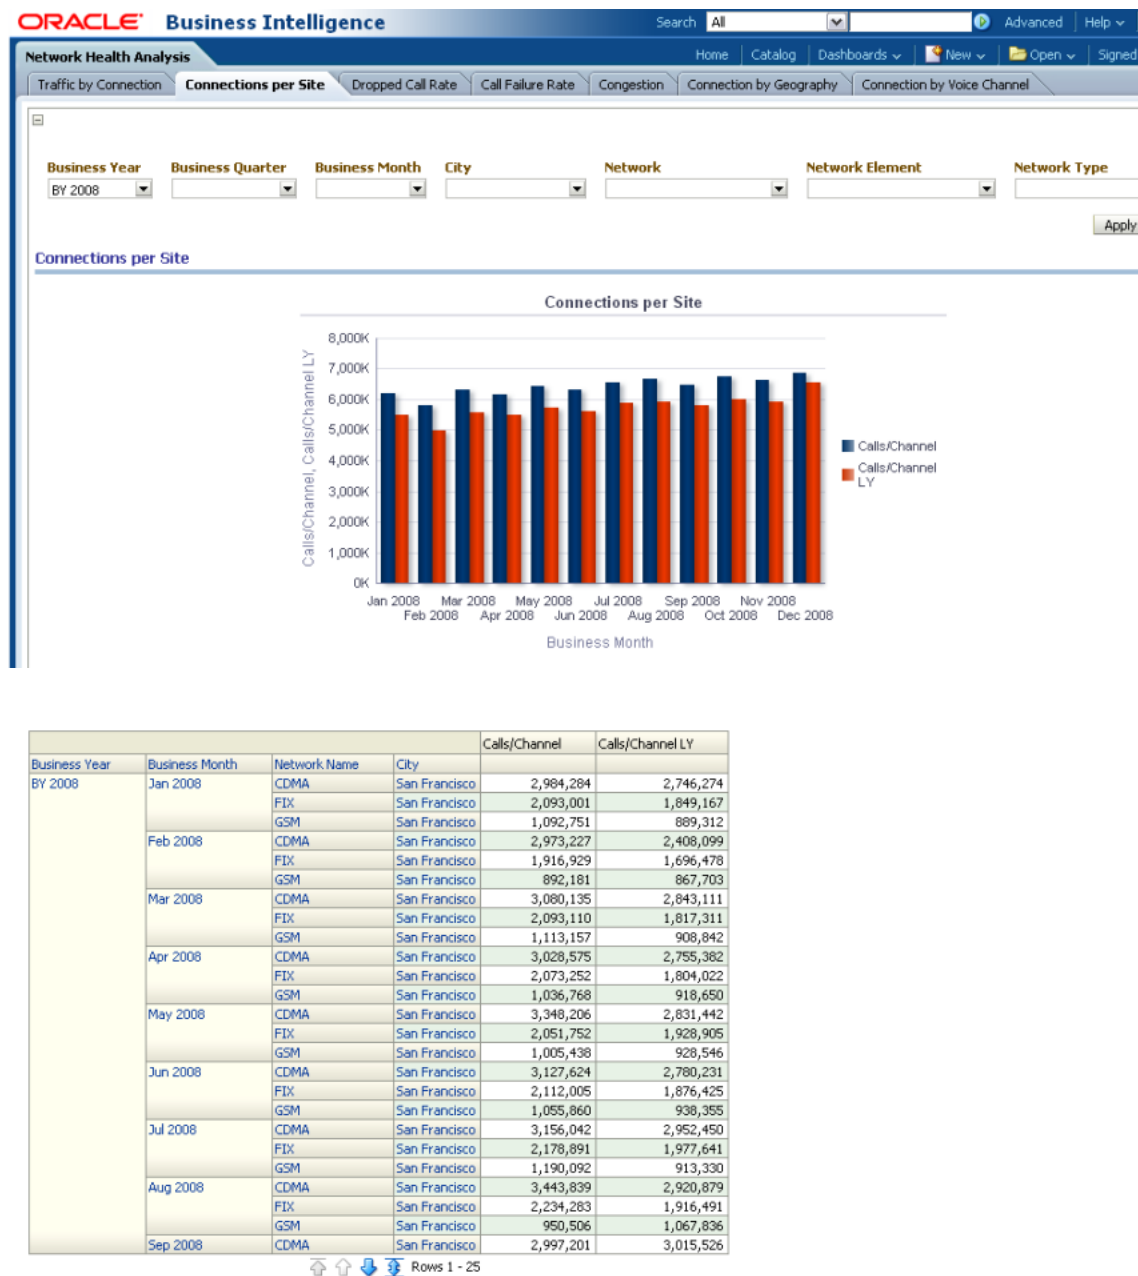 ORACLE Business Intelligence Search All Advanced Help
Network Health Analysis Home Catalog Dashboards New Open Signed
Traffic by Connection Connections per Site Dropped Call Rate Call Failure Rate Congestion Connection by Geography Connection by Voice Channel
Business Year Business Quarter Business Month City Network Network Element Network Type
BY 2008
Apply
Connections per Site
Connections per Site
Calls/Channel, Calls/Channel LY
8,000K
7,000K
6,000K
5,000K
4,000K
3,000K
2,000K
1,000K
0K
Calls/Channel
Calls/Channel
LY
Jan 2008 Mar 2008 May 2008 Jul 2008 Sep 2008 Nov 2008
Feb 2008 Apr 2008 Jun 2008 Aug 2008 Oct 2008 Dec 2008
Business Month
Calls/Channel Calls/Channel LY
Business Year Business Month Network Name City
BY 2008 Jan 2008 CDMA San Francisco 2,984,284 2,746,274
FIX San Francisco 2,093,001 1,849,167
GSM San Francisco 1,092,751 889,312
Feb 2008 CDMA San Francisco 2,973,227 2,408,099
FIX San Francisco 1,916,929 1,696,478
GSM San Francisco 892,181 867,703
Mar 2008 CDMA San Francisco 3,080,135 2,843,111
FIX San Francisco 2,093,110 1,817,311
GSM San Francisco 1,113,157 908,842
Apr 2008 CDMA San Francisco 3,028,575 2,755,382
FIX San Francisco 2,073,252 1,804,022
GSM San Francisco 1,036,768 918,650
May 2008 CDMA San Francisco 3,348,206 2,831,442
FIX San Francisco 2,051,752 1,928,905
GSM San Francisco 1,005,438 928,546
Jun 2008 CDMA San Francisco 3,127,624 2,780,231
FIX San Francisco 2,112,005 1,876,425
GSM San Francisco 1,055,860 938,355
Jul 2008 CDMA San Francisco 3,156,042 2,952,450
FIX San Francisco 2,178,891 1,977,641
GSM San Francisco 1,190,092 913,330
Aug 2008 CDMA San Francisco 3,443,839 2,920,879
FIX San Francisco 2,234,283 1,916,491
GSM San Francisco 950,506 1,067,836
Sep 2008 CDMA San Francisco 2,997,201 3,015,526
Rows 1 - 25